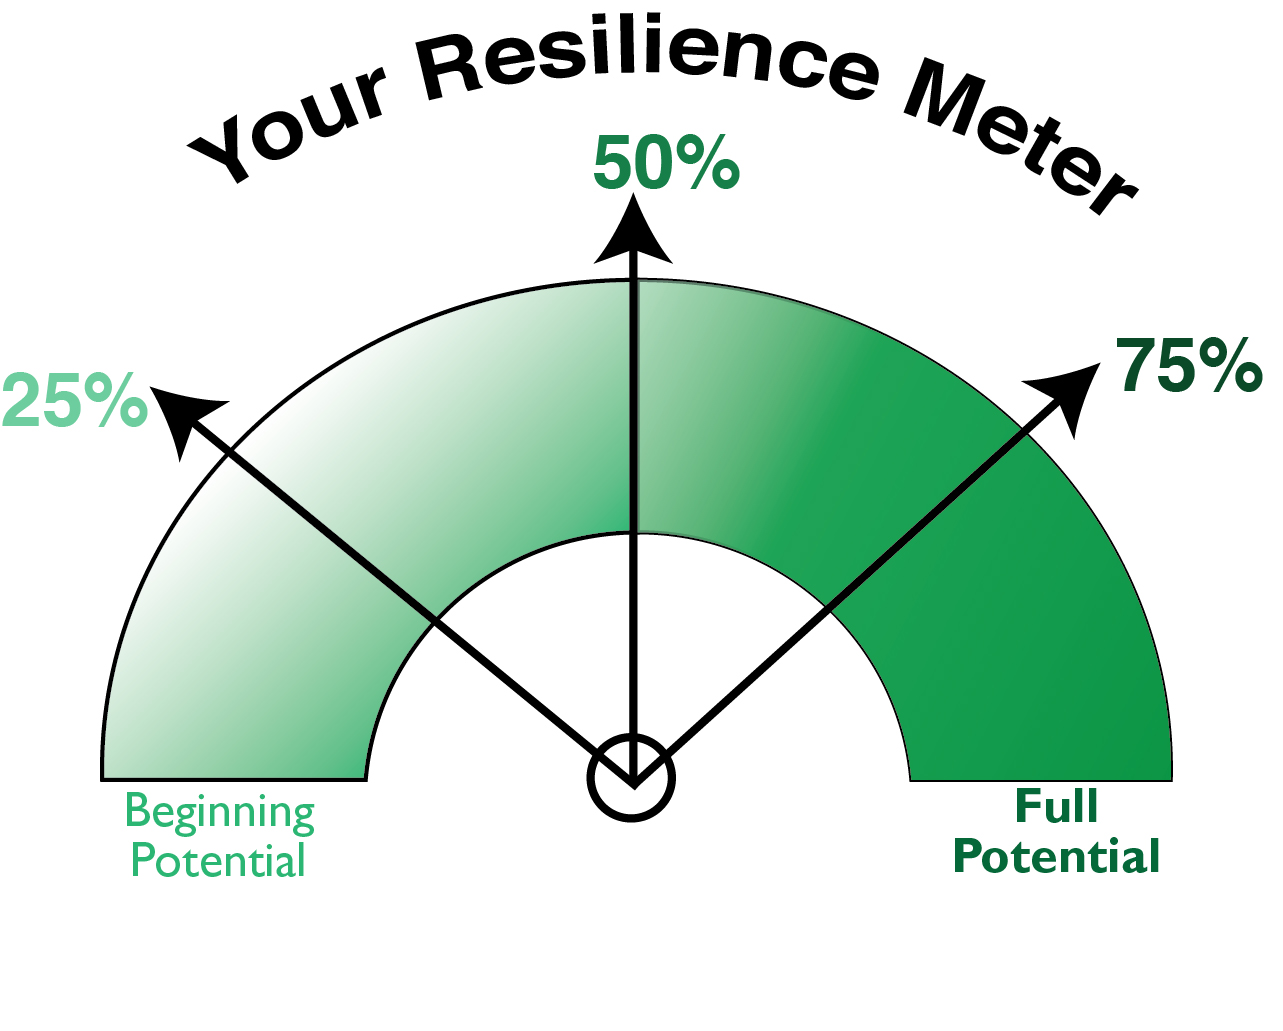 Your Resilience Meter
50%
25%
75%
Beginning
Potential
Full
Potential